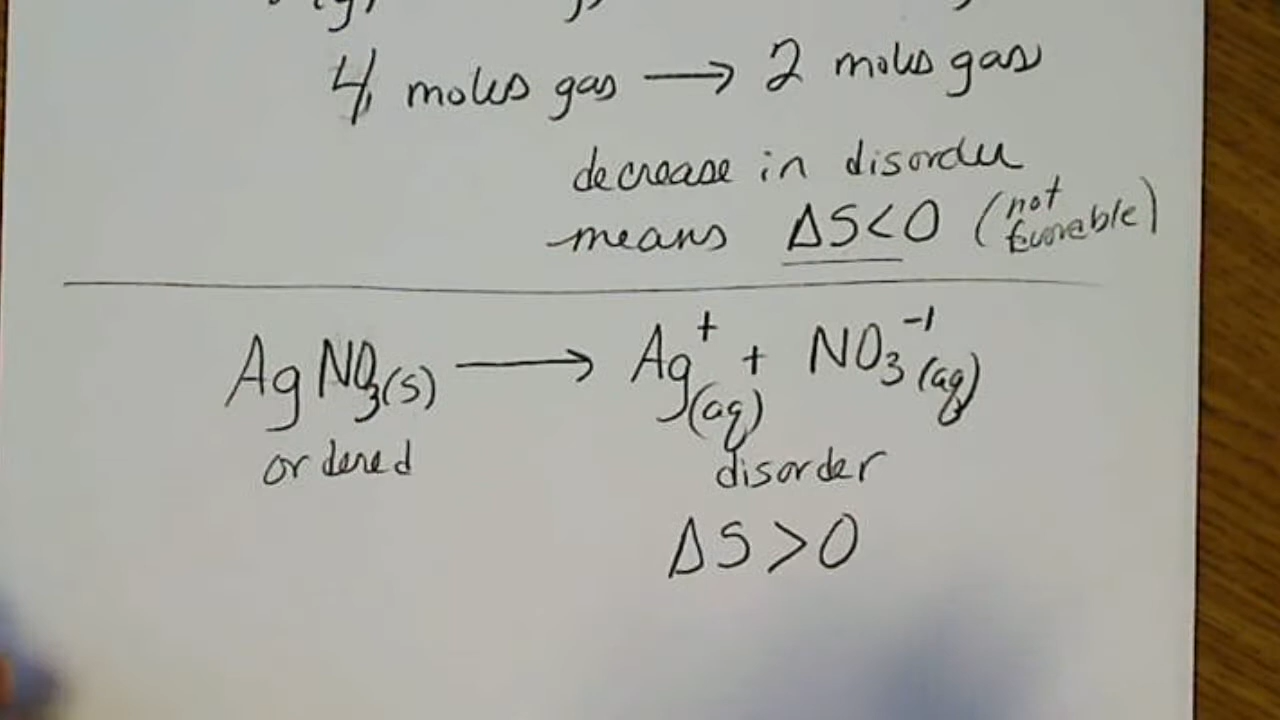 4 moles gas → 2 moles gas
decrease in disorder
means ΔS<0 (not favorable)
AgNO₃(s) → Ag⁺(aq) + NO₃⁻¹(aq)
ordered disorder
ΔS>0